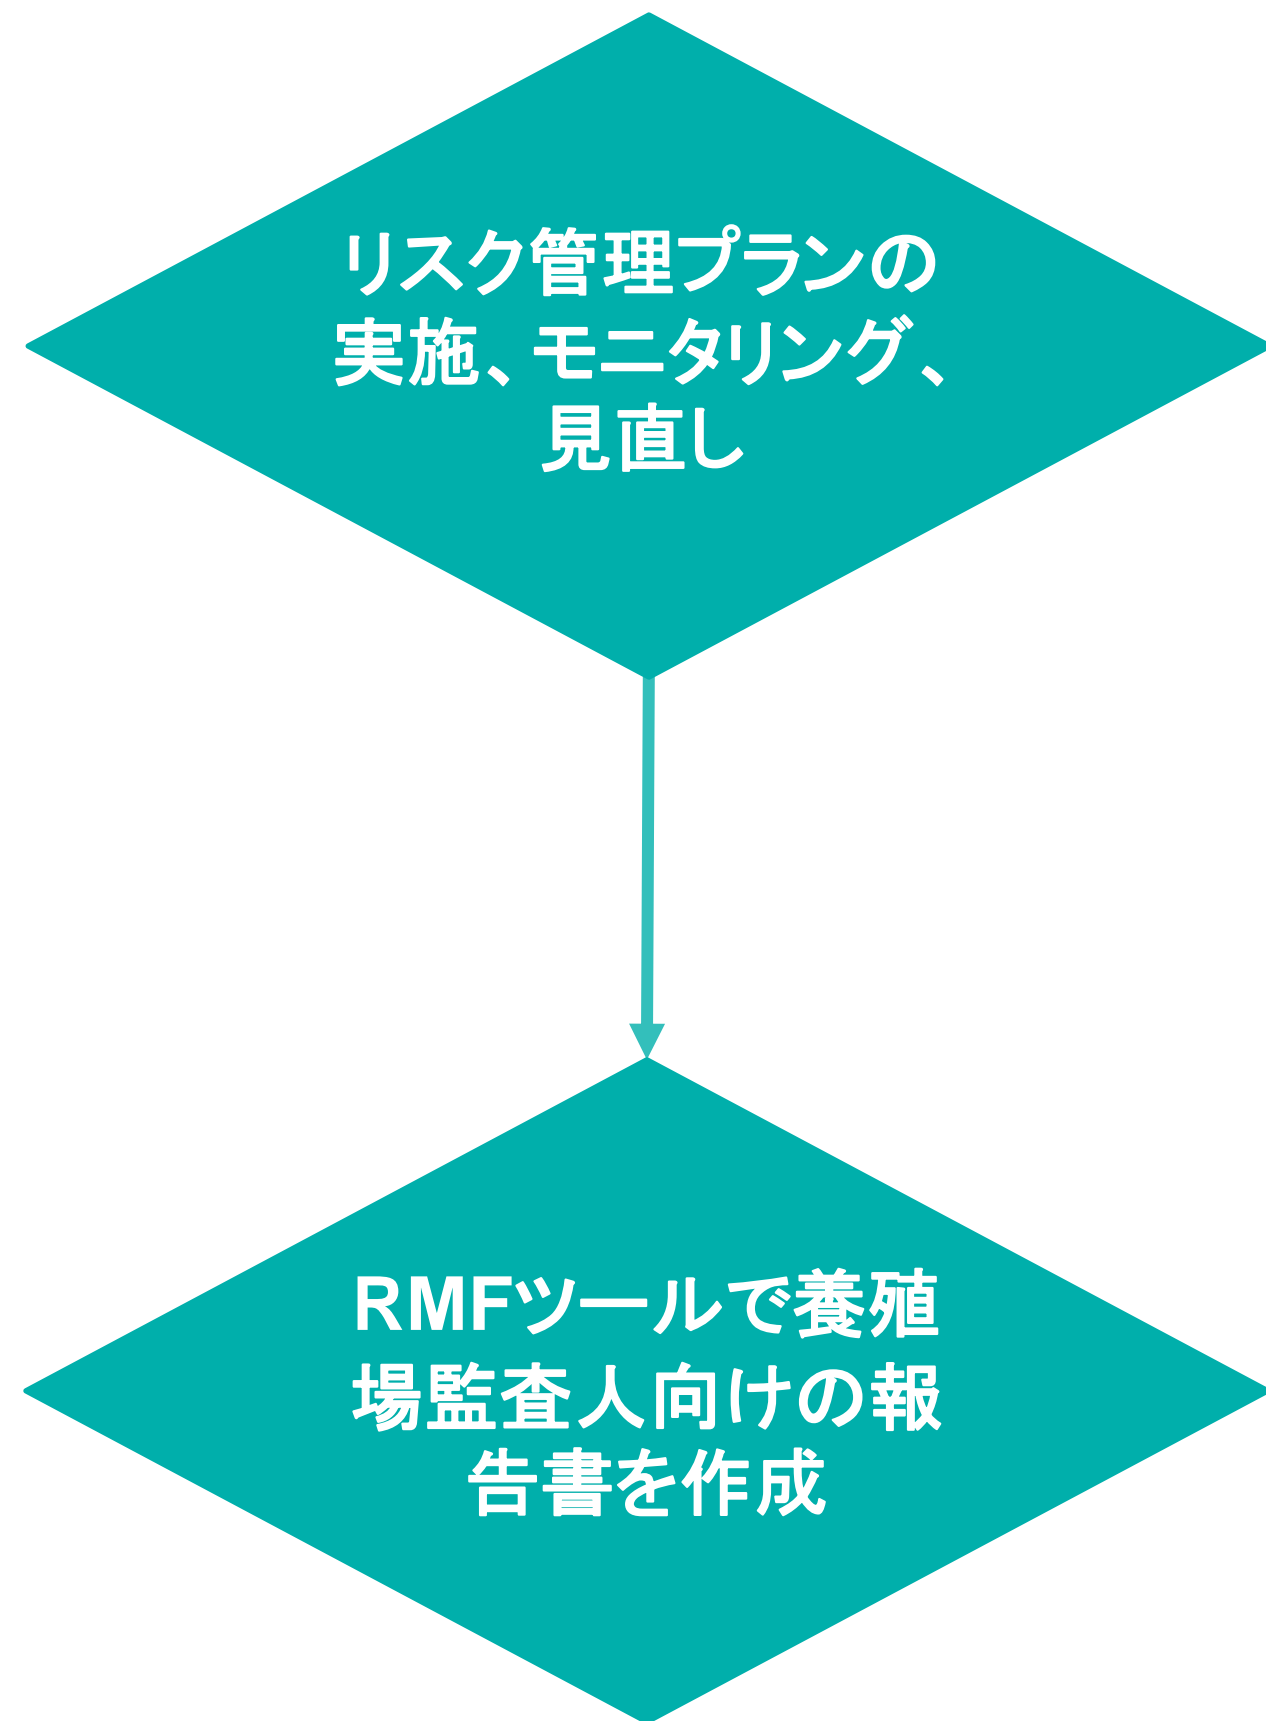 リスク管理プランの
実施、モニタリング、
見直し
RMFツールで養殖
場監査人向けの報
告書を作成